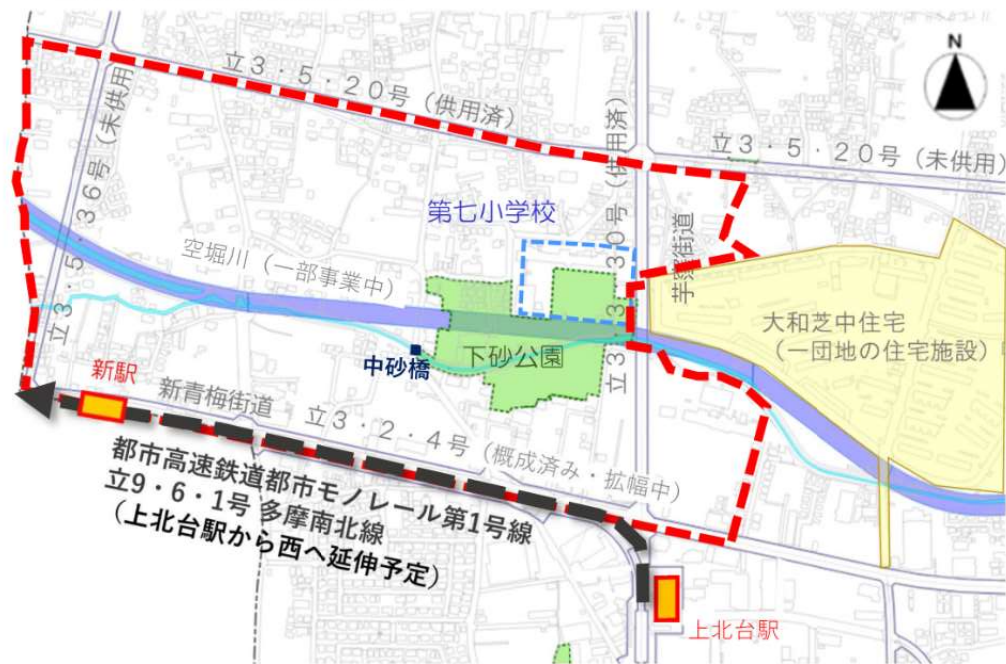 N
立3・5・20号（供用済）
立3・5・20号（未供用）
立3・5・36号（未供用）
立3・3・30号（供用済）
第七小学校
芋窪街道
空堀川（一部事業中）
大和芝中住宅
（一団地の住宅施設）
下砂公園
中砂橋
新駅
新青梅街道　立3・2・4号（概成済み・拡幅中）
都市高速鉄道都市モノレール第1号線
立9・6・1号 多摩南北線
（上北台駅から西へ延伸予定）
上北台駅